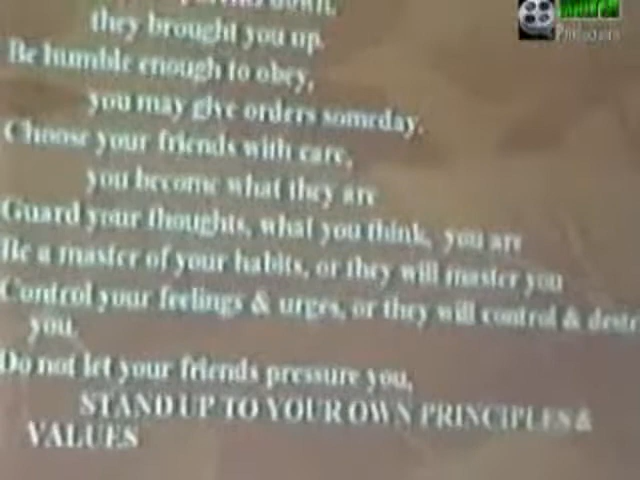 down,
they brought you up.
Be humble enough to obey,
you may give orders someday.
Choose your friends with care,
you become what they are
Guard your thoughts, what you think, you are
Be a master of your habits, or they will master you
Control your feelings & urges, or they will control & destr
you.
Do not let your friends pressure you,
STAND UP TO YOUR OWN PRINCIPLES &
VALUES